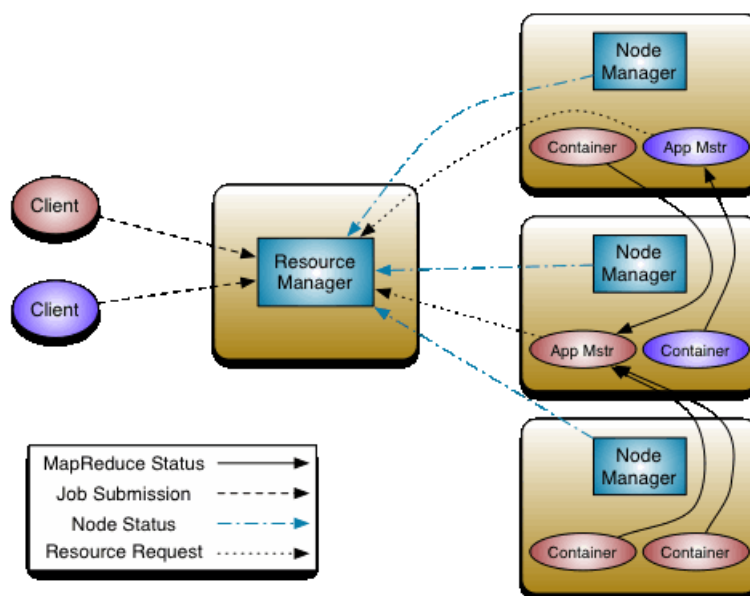 Node
Manager
Container
App Mstr
Client
Resource
Manager
Client
Node
Manager
App Mstr
Container
MapReduce Status
Job Submission
Node Status
Resource Request
Node
Manager
Container
Container